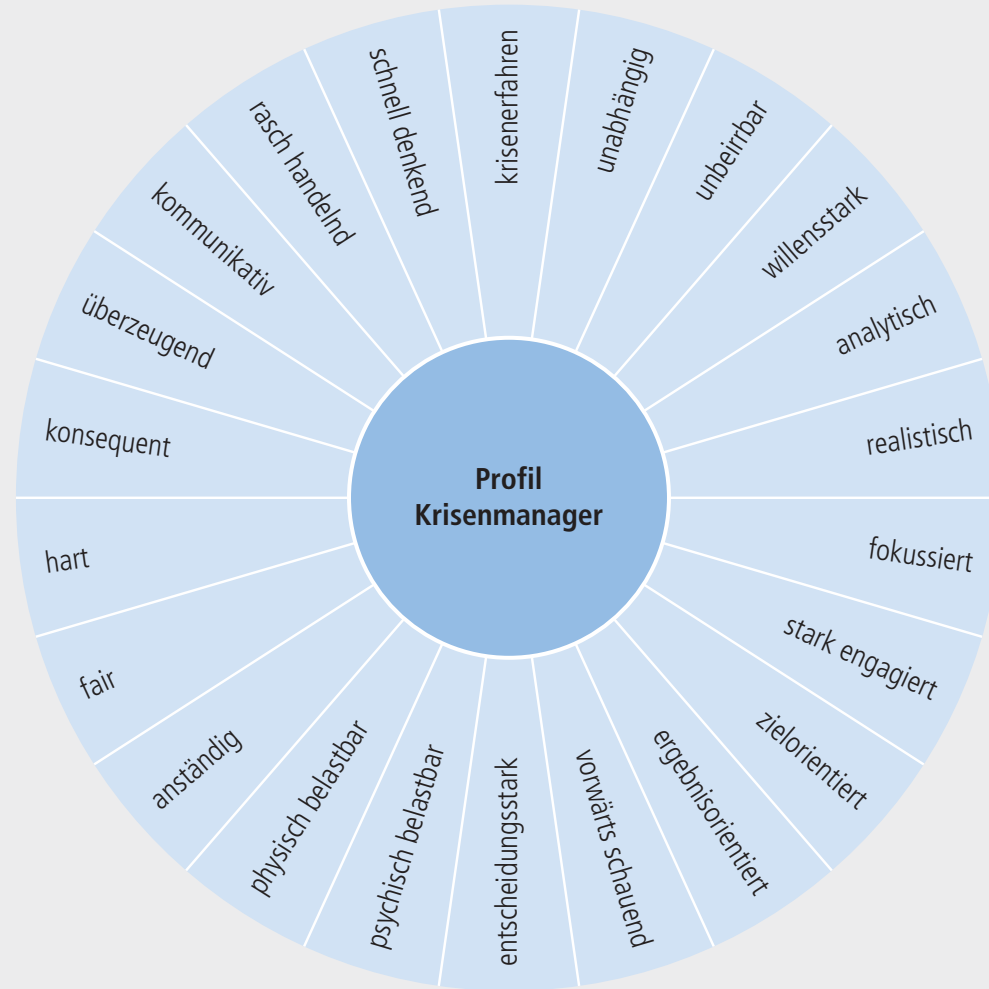 krisenerfahren
unabhängig
unbeirrbar
willensstark
analytisch
realistisch
fokussiert
stark engagiert
zielorientiert
ergebnisorientiert
vorwärts schauend
entscheidungsstark
psychisch belastbar
physisch belastbar
anständig
fair
hart
konsequent
überzeugend
kommunikativ
rasch handelnd
schnell denkend
Profil
Krisenmanager